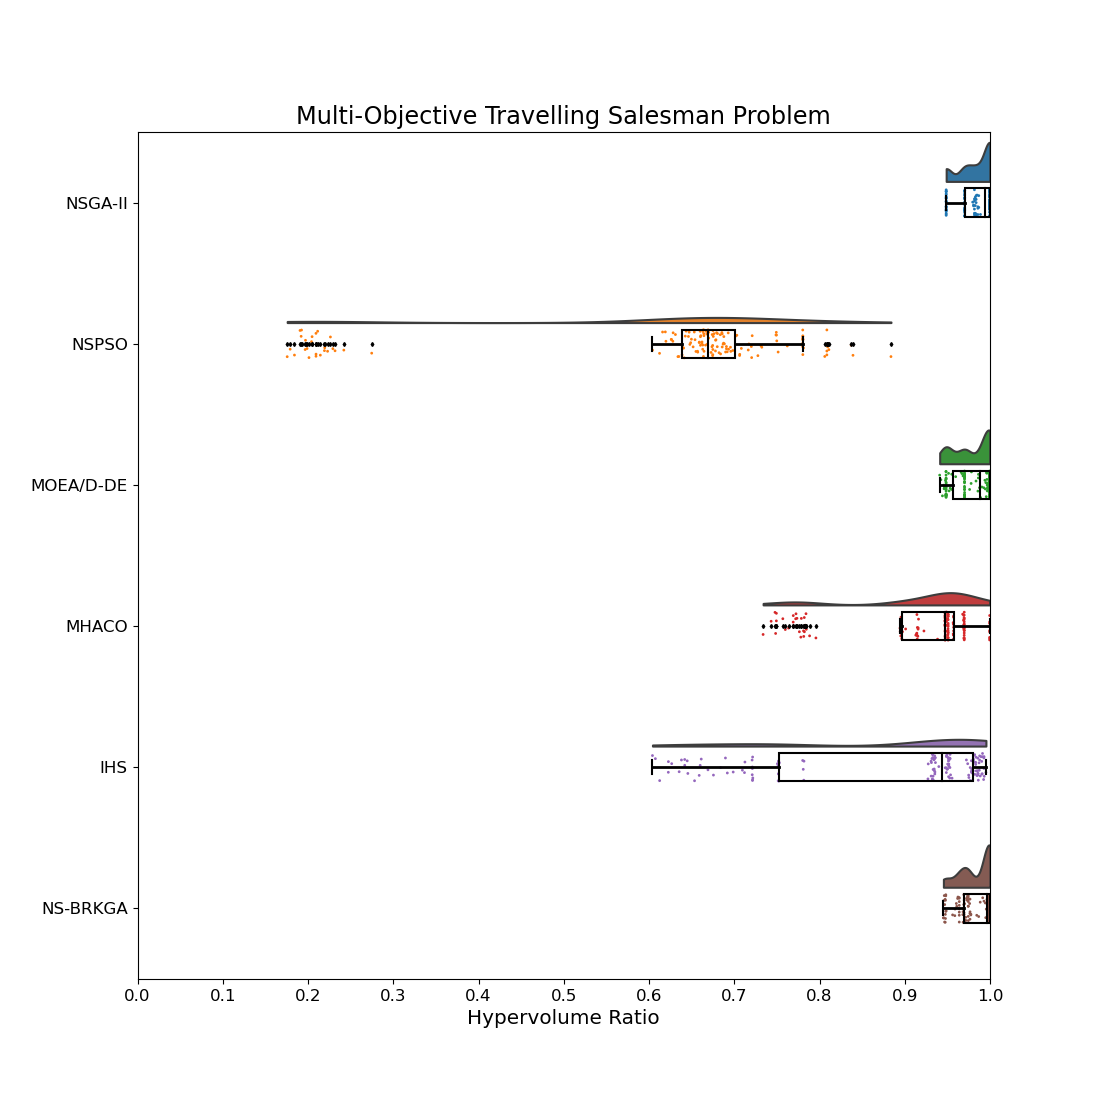 Multi-Objective Travelling Salesman Problem
NSGA-II
NSPSO
MOEA/D-DE
MHACO
IHS
NS-BRKGA
0.0 0.1 0.2 0.3 0.4 0.5 0.6 0.7 0.8 0.9 1.0
Hypervolume Ratio